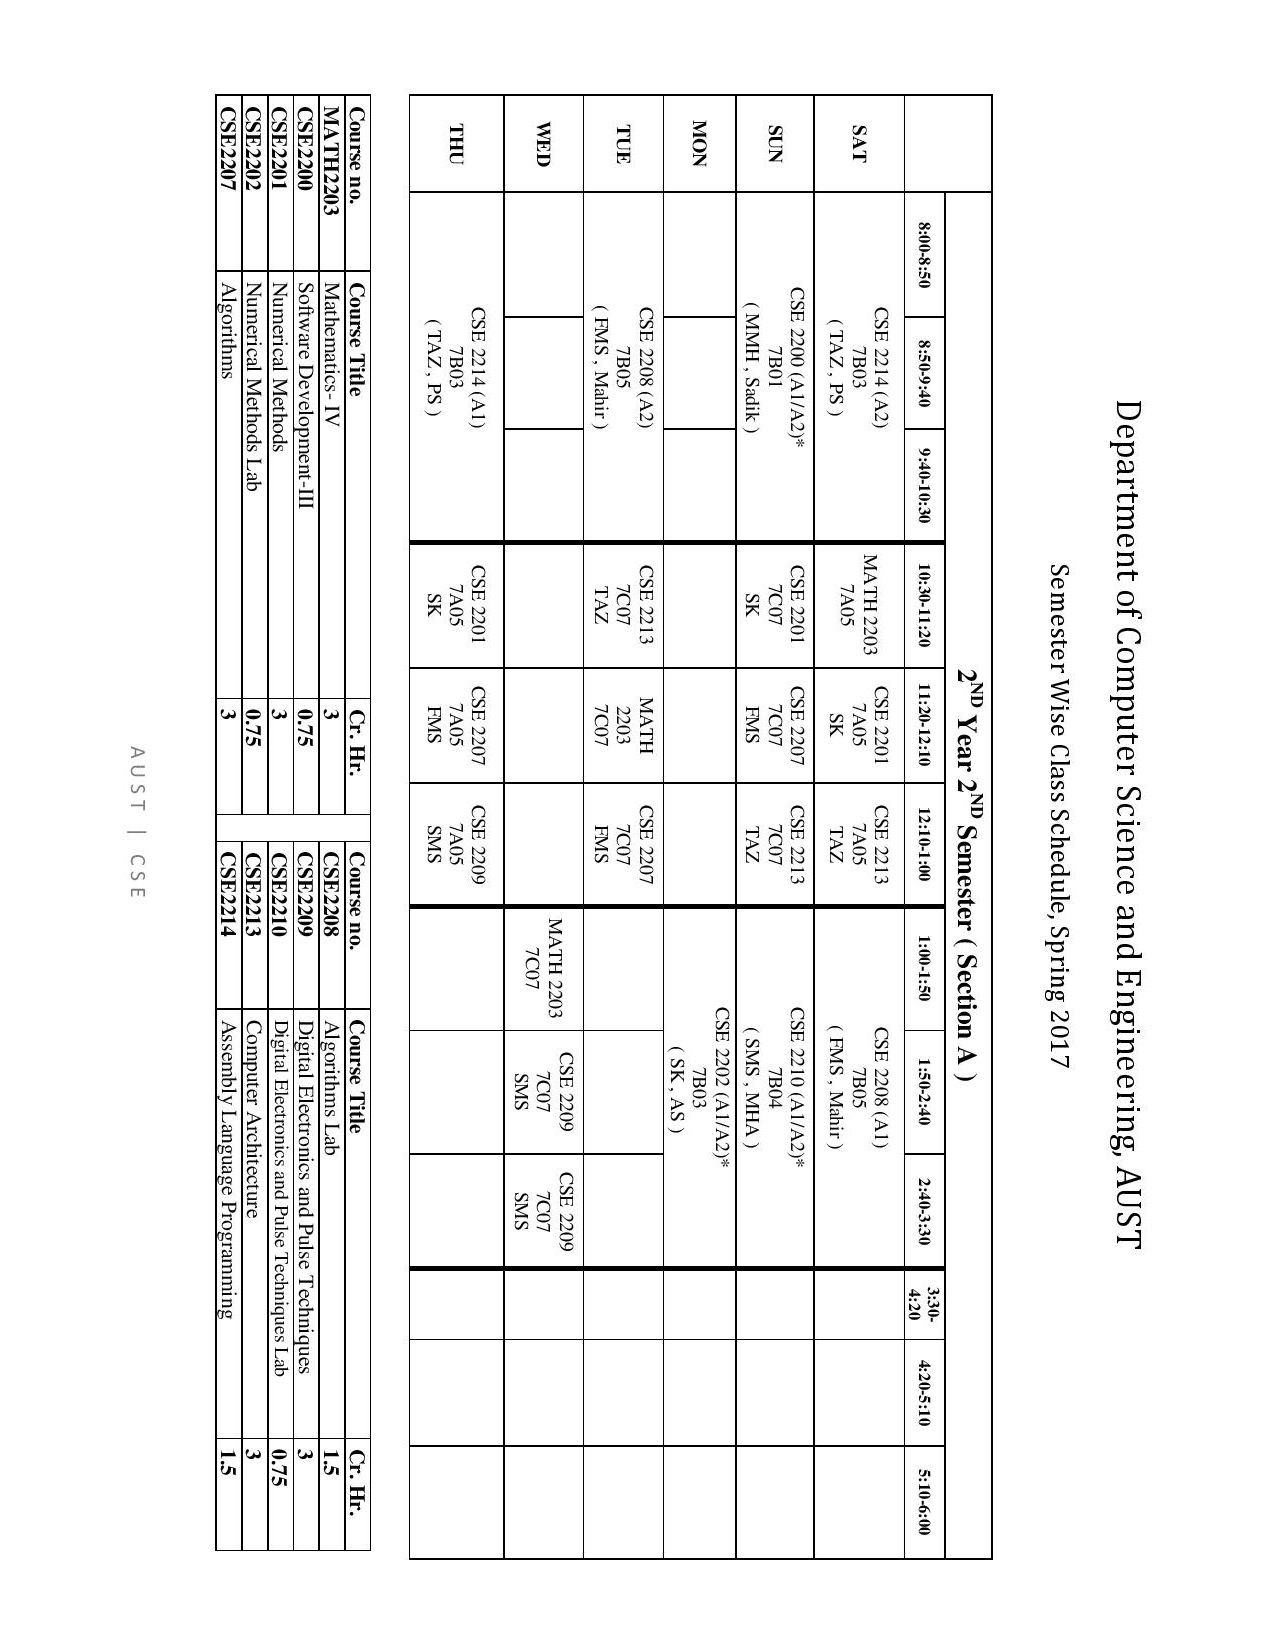 Department of Computer Science and Engineering, AUST
Semester Wise Class Schedule, Spring 2017
2ND Year 2ND Semester ( Section A )
8:00-8:50 8:50-9:40 9:40-10:30 10:30-11:20 11:20-12:10 12:10-1:00 1:00-1:50 1:50-2:40 2:40-3:30 3:30-4:20 4:20-5:10 5:10-6:00
SAT
CSE 2214 (A2)
7B03
( TAZ , PS )
MATH 2203
7A05
CSE 2201
7A05
SK
CSE 2213
7A05
TAZ
CSE 2208 (A1)
7B05
( FMS , Mahir )
SUN
CSE 2200 (A1/A2)*
7B01
( MMH , Sadik )
CSE 2201
7C07
SK
CSE 2207
7C07
FMS
CSE 2213
7C07
TAZ
CSE 2210 (A1/A2)*
7B04
( SMS , MHA )
MON
CSE 2202 (A1/A2)*
7B03
( SK , AS )
TUE
CSE 2208 (A2)
7B05
( FMS , Mahir )
CSE 2213
7C07
TAZ
MATH
2203
7C07
CSE 2207
7C07
FMS
WED
MATH 2203
7C07
CSE 2209
7C07
SMS
CSE 2209
7C07
SMS
THU
CSE 2214 (A1)
7B03
( TAZ , PS )
CSE 2201
7A05
SK
CSE 2207
7A05
FMS
CSE 2209
7A05
SMS
Course no. Course Title Cr. Hr. Course no. Course Title Cr. Hr.
MATH2203 Mathematics- IV 3 CSE2208 Algorithms Lab 1.5
CSE2200 Software Development-III 0.75 CSE2209 Digital Electronics and Pulse Techniques 3
CSE2201 Numerical Methods 3 CSE2210 Digital Electronics and Pulse Techniques Lab 0.75
CSE2202 Numerical Methods Lab 0.75 CSE2213 Computer Architecture 3
CSE2207 Algorithms 3 CSE2214 Assembly Language Programming 1.5
AUST | CSE